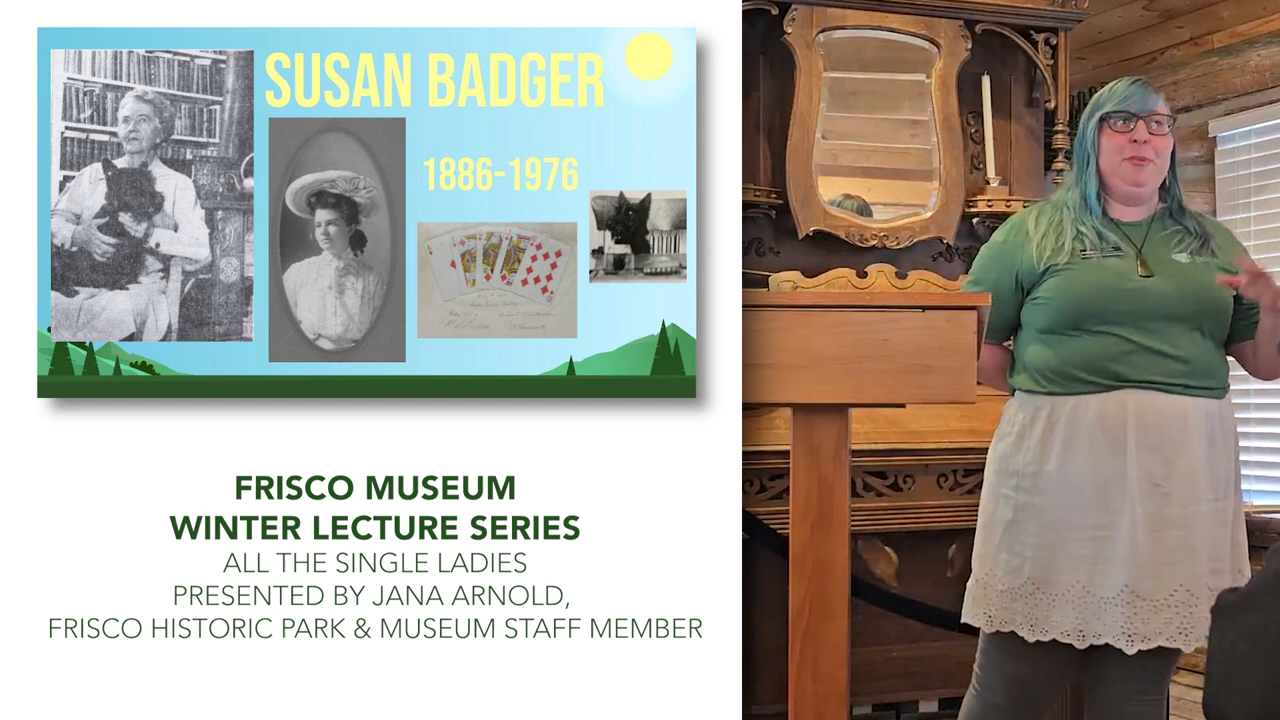 SUSAN BADGER
1886-1976
FRISCO MUSEUM
WINTER LECTURE SERIES
ALL THE SINGLE LADIES
PRESENTED BY JANA ARNOLD,
FRISCO HISTORIC PARK & MUSEUM STAFF MEMBER